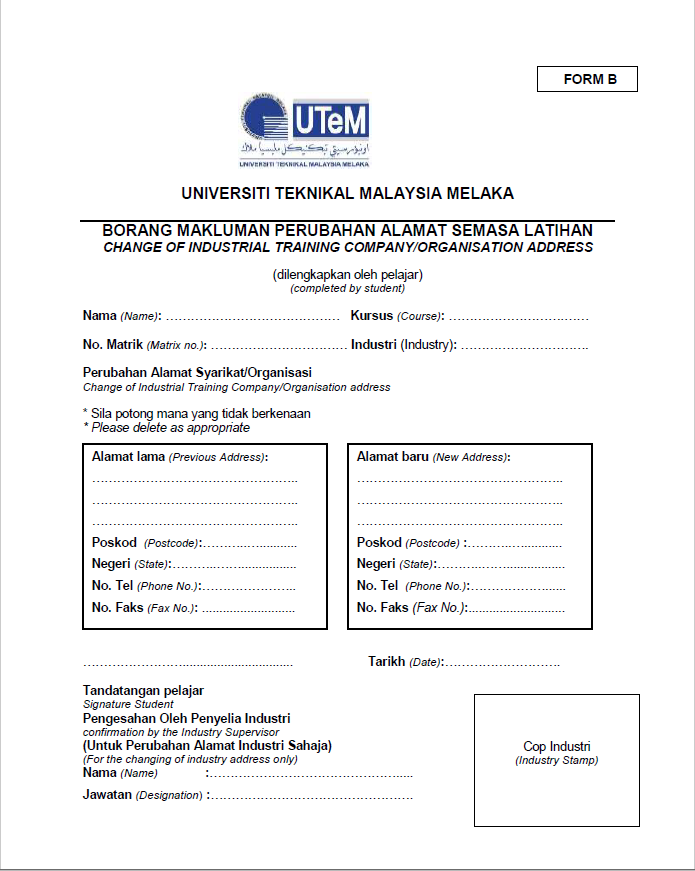 FORM B
UTeM
اونيۏرسيتي تيكنيكل مليسيا ملاك
UNIVERSITI TEKNIKAL MALAYSIA MELAKA
UNIVERSITI TEKNIKAL MALAYSIA MELAKA
BORANG MAKLUMAN PERUBAHAN ALAMAT SEMASA LATIHAN
CHANGE OF INDUSTRIAL TRAINING COMPANY/ORGANISATION ADDRESS
(dilengkapkan oleh pelajar)
(completed by student)
Nama (Name): ........................................ Kursus (Course): ................................
No. Matrik (Matrix no.): ................................ Industri (Industry): ..............................
Perubahan Alamat Syarikat/Organisasi
Change of Industrial Training Company/Organisation address
* Sila potong mana yang tidak berkenaan
* Please delete as appropriate
Alamat lama (Previous Address):
Poskod (Postcode):........................
Negeri (State):..............................
No. Tel (Phone No.):........................
No. Faks (Fax No.): ............................
Alamat baru (New Address):
Poskod (Postcode) :........................
Negeri (State):..............................
No. Tel (Phone No.):........................
No. Faks (Fax No.):............................
Tarikh (Date):............................
Tandatangan pelajar
Signature Student
Pengesahan Oleh Penyelia Industri
confirmation by the Industry Supervisor
(Untuk Perubahan Alamat Industri Sahaja)
(For the changing of industry address only)
Nama (Name) :................................................
Jawatan (Designation) :................................................
Cop Industri
(Industry Stamp)